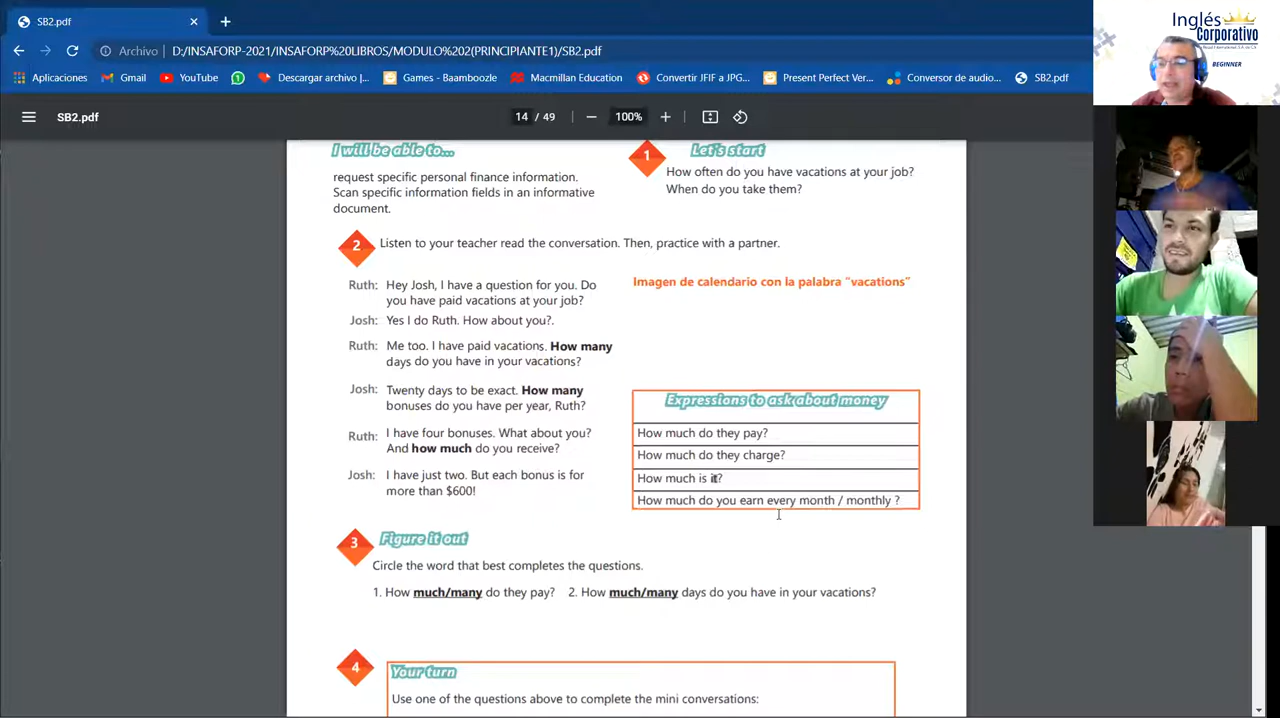 SB2.pdf
Archivo
D:/INSAFORP-2021/INSAFORP%20LIBROS/MODULO%202(PRINCIPIANTE1)/SB2.pdf
Aplicaciones
Gmail
YouTube
Descargar archivo |...
Games - Baamboo...
Macmillan Education
Convertir JFIF a JPG...
Present Perfect Ver...
Conversor de audio...
SB2.pdf
SB2.pdf
14 / 49
100%
I will be able to...
request specific personal finance information.
Scan specific information fields in an informative
document.
1
Let's start
How often do you have vacations at your job?
When do you take them?
2
Listen to your teacher read the conversation. Then, practice with a partner.
Ruth: Hey Josh, I have a question for you. Do
you have paid vacations at your job?
Josh: Yes I do Ruth. How about you?.
Ruth: Me too. I have paid vacations. How many
days do you have in your vacations?
Josh: Twenty days to be exact. How many
bonuses do you have per year, Ruth?
Ruth: I have four bonuses. What about you?
And how much do you receive?
Josh: I have just two. But each bonus is for
more than $600!
Imagen de calendario con la palabra “vacations”
Expressions to ask about money
How much do they pay?
How much do they charge?
How much is it?
How much do you earn every month / monthly ?
3
Figure it out
Circle the word that best completes the questions.
1. How much/many do they pay? 2. How much/many days do you have in your vacations?
4
Your turn
Use one of the questions above to complete the mini conversations:
Inglés
Corporativo
BEGINNER